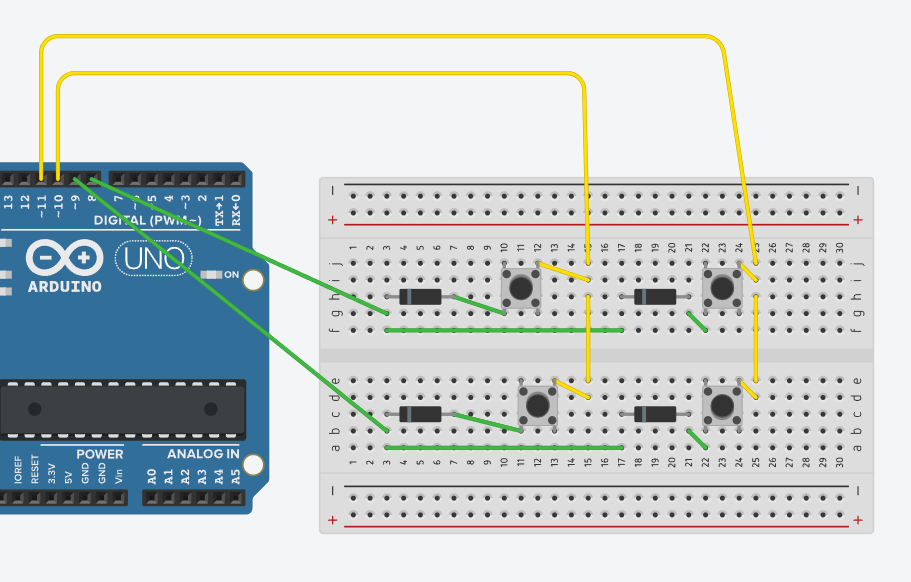 13 12 ~11 ~10 ~9 8 7 ~6 ~5 4 ~3 2 TX→1 RX←0
DIGITAL (PWM~)
UNO
ON
ARDUINO
POWER ANALOG IN
IOREF RESET 3.3V 5V GND GND Vin A0 A1 A2 A3 A4 A5
− −
+ +
1 2 3 4 5 6 7 8 9 10 11 12 13 14 15 16 17 18 19 20 21 22 23 24 25 26 27 28 29 30
j j
i i
h h
g g
f f
e e
d d
c c
b b
a a
1 2 3 4 5 6 7 8 9 10 11 12 13 14 15 16 17 18 19 20 21 22 23 24 25 26 27 28 29 30
− −
+ +